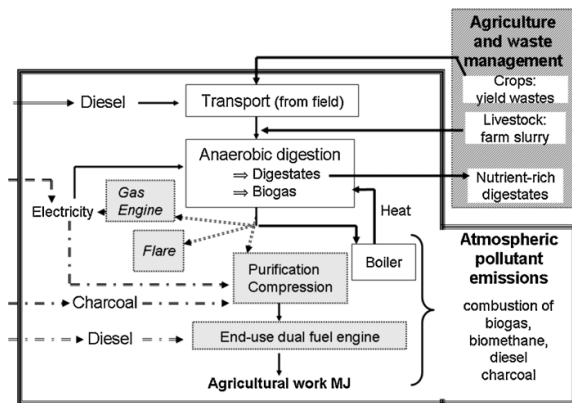 Agriculture
and waste
management
Crops:
yield wastes
Livestock:
farm slurry
Nutrient-rich
digestates
Diesel
Transport (from field)
Anaerobic digestion
⇒ Digestates
⇒ Biogas
Gas
Engine
Electricity
Flare
Heat
Boiler
Purification
Compression
Charcoal
Diesel
End-use dual fuel engine
Agricultural work MJ
Atmospheric
pollutant
emissions
combustion of
biogas,
biomethane,
diesel
charcoal